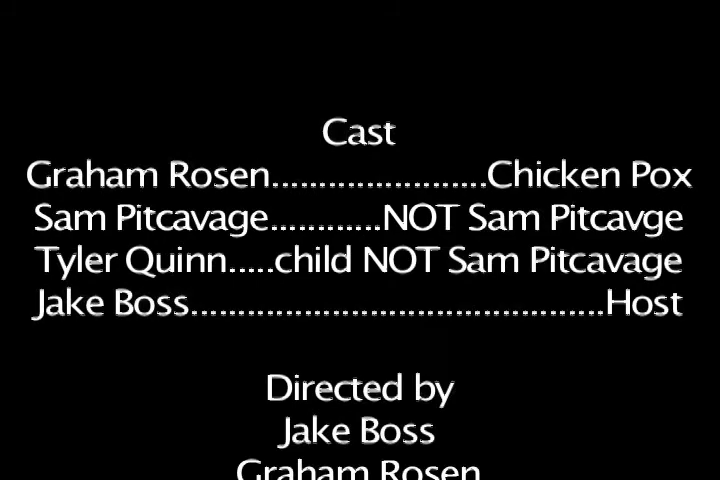 Cast
Graham Rosen.......................Chicken Pox
Sam Pitcavage............NOT Sam Pitcavge
Tyler Quinn.....child NOT Sam Pitcavage
Jake Boss............................................Host
Directed by
Jake Boss
Graham Rosen